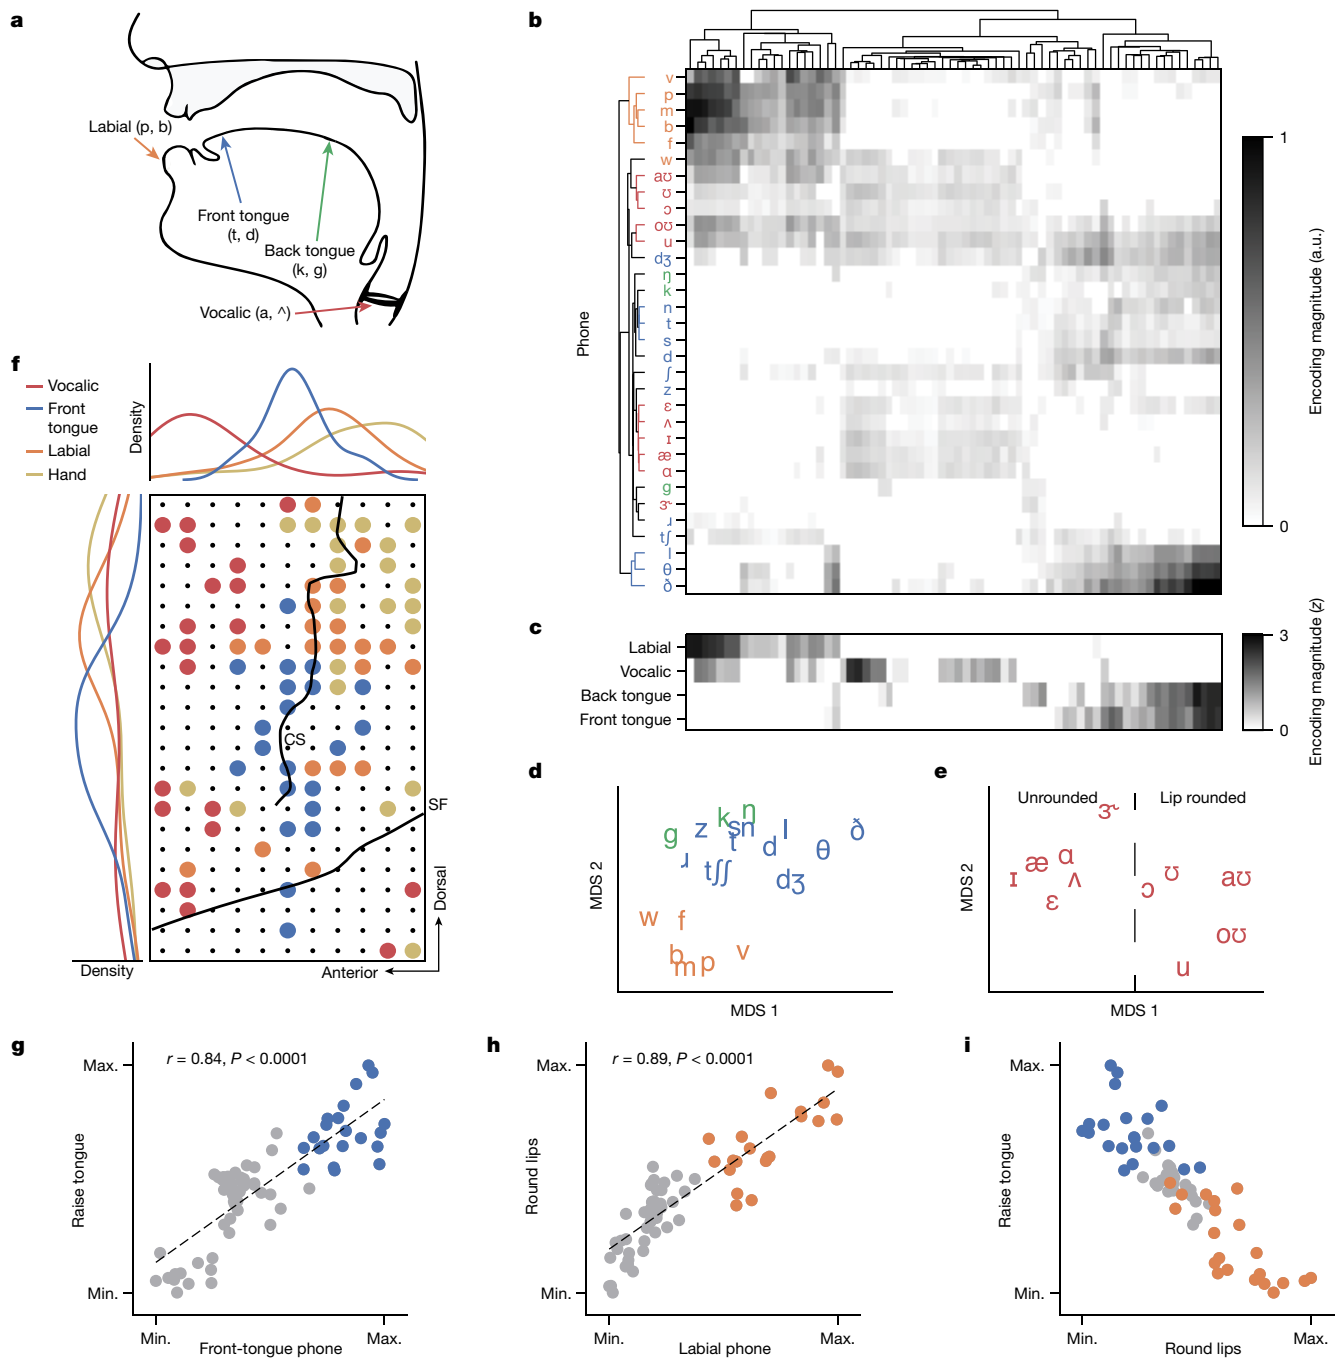 a
Labial (p, b)
Front tongue
(t, d)
Back tongue
(k, g)
Vocalic (a, ^)
b
Phone
v
p
m
b
f
w
aʊ
ʊ
ɔ
oʊ
u
dʒ
ŋ
k
n
t
s
d
ʃ
z
ɛ
ʌ
ɪ
æ
ɑ
g
ɝ
ɹ
tʃ
l
θ
ð
1
0
Encoding magnitude (a.u.)
c
Labial
Vocalic
Back tongue
Front tongue
3
0
Encoding magnitude (z)
d
MDS 2
g z k ŋ
s n t d l θ ð
ɹ tʃ ʃ dʒ
w f
b m p v
MDS 1
e
MDS 2
Unrounded
Lip rounded
ɝ
ɪ æ ɑ ʌ ɛ
ɔ ʊ aʊ
oʊ
u
MDS 1
f
Vocalic
Front
tongue
Labial
Hand
Density
CS
SF
Density
Anterior
Dorsal
g
r = 0.84, P < 0.0001
Max.
Raise tongue
Min.
Min.
Max.
Front-tongue phone
h
r = 0.89, P < 0.0001
Max.
Round lips
Min.
Min.
Max.
Labial phone
i
Max.
Raise tongue
Min.
Min.
Max.
Round lips